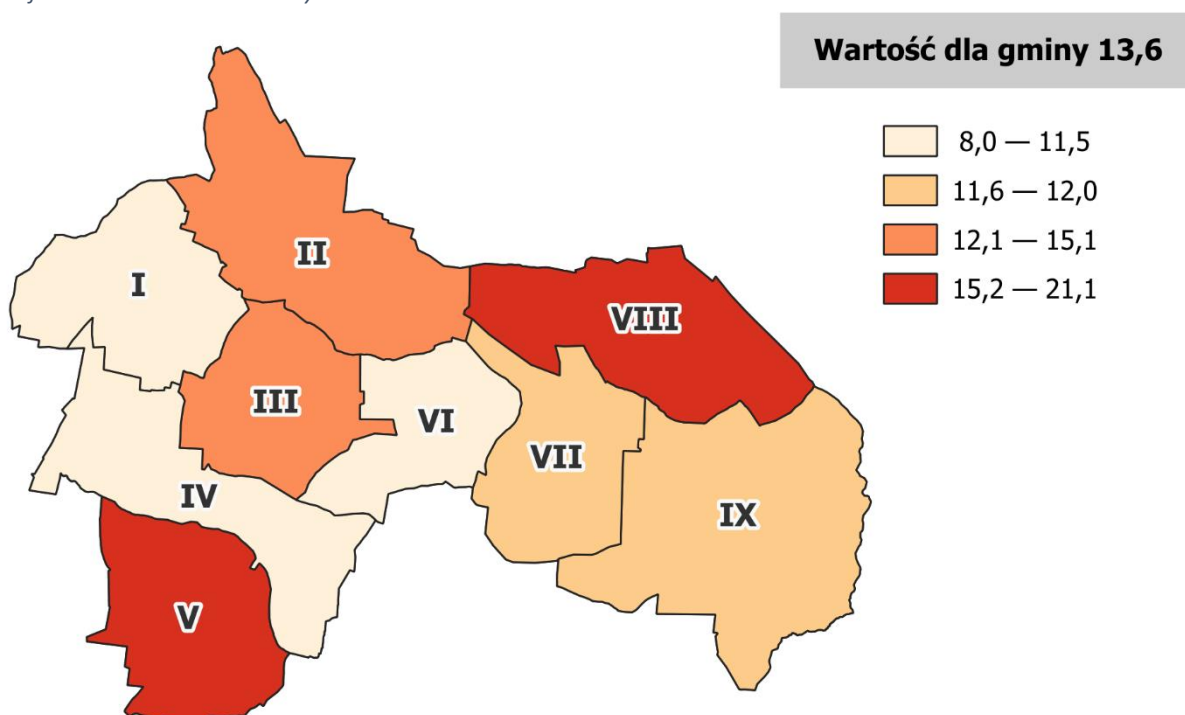 Wartość dla gminy 13,6
8,0 — 11,5
11,6 — 12,0
12,1 — 15,1
15,2 — 21,1
II
I
VIII
III
VI
VII
IV
IX
V